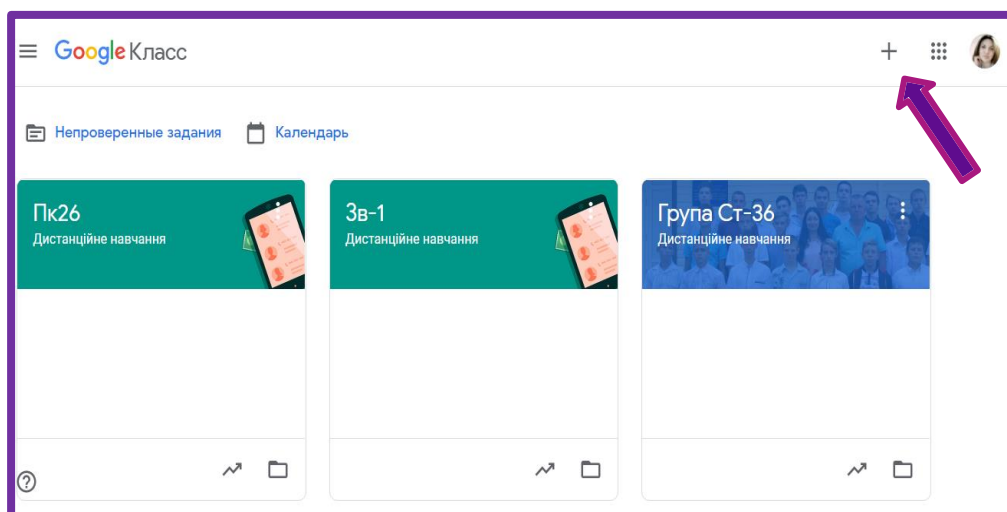 Google Класс
Непроверенные задания
Календарь
Пк26
Дистанційне навчання
Зв-1
Дистанційне навчання
Група Ст-36
Дистанційне навчання